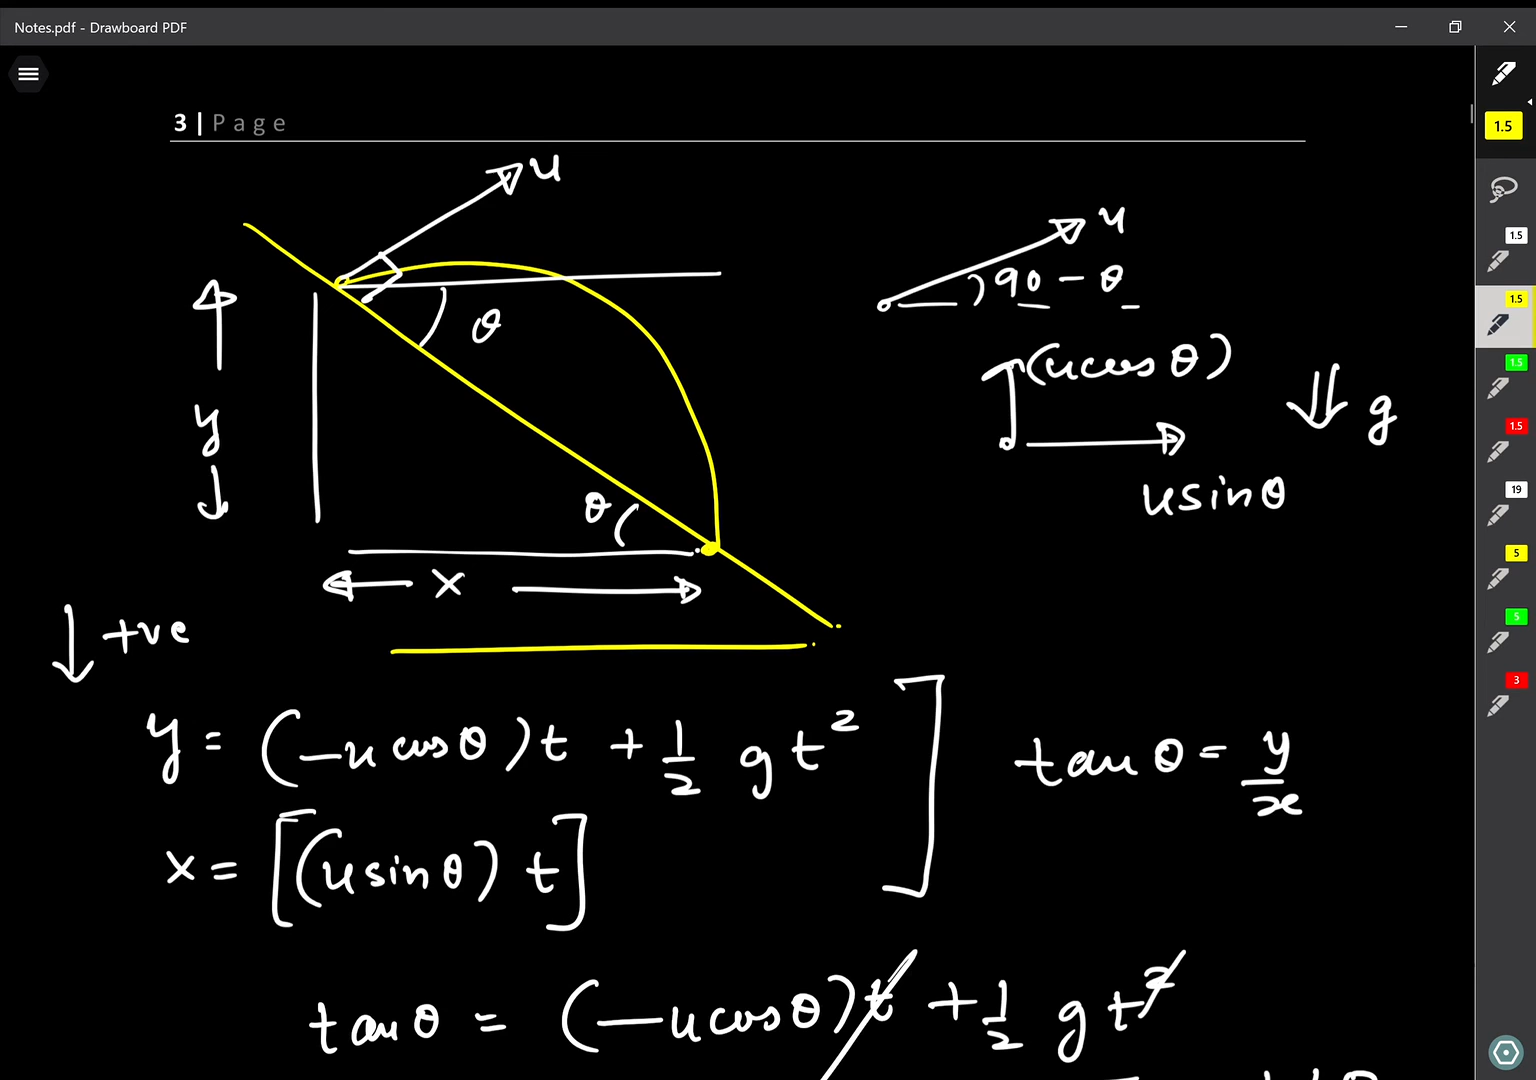 Notes.pdf - Drawboard PDF
3 | Page
u
θ
y
θ
x
u
90 - θ
(u cos θ)
g
u sin θ
↓ +ve
y = (-u cos θ)t + 1/2 gt²
tan θ = y/x
x = [(u sin θ) t]
tan θ = (-u cos θ)t + 1/2 gt²
1.5
1.5
1.5
1.5
1.5
19
5
5
3